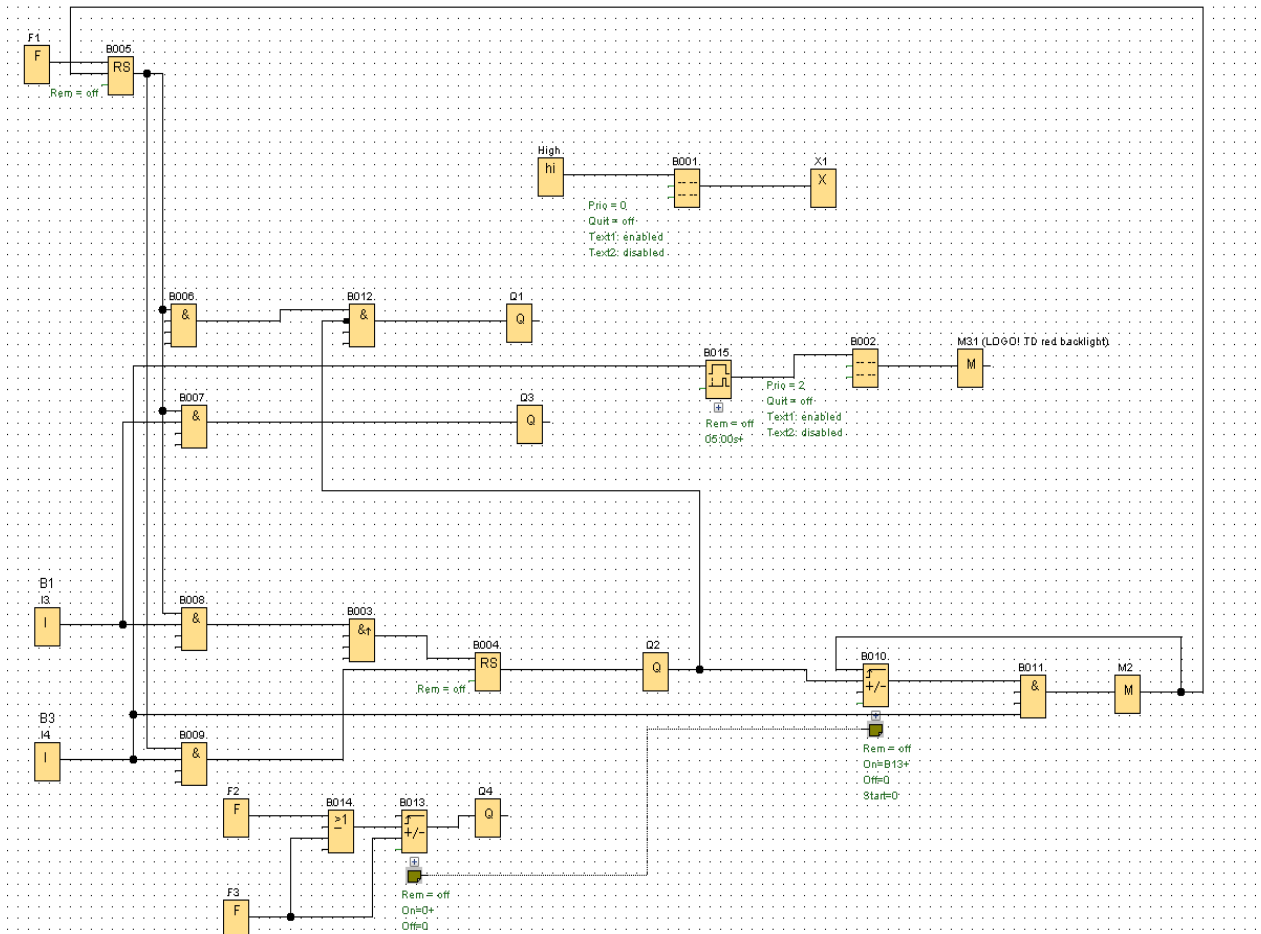 F1
F
B005
RS
Rem = off
High
hi
B001
X1
X
Prio = 0
Quit = off
Text1: enabled
Text2: disabled
B006
&
B012
&
Q1
Q
B015
B002
M3.1 (LOGO! TD red backlight)
M
Prio = 2
Quit = off
Text1: enabled
Text2: disabled
Rem = off
05:00s+
B007
&
Q3
Q
B1
I3
I
B008
&
B003
&↑
B004
RS
Rem = off
Q2
Q
B010
+/-
B011
&
M2
M
B3
I4
I
B009
&
Rem = off
On=B13+
Off=0
Start=0
F2
F
B014
>1
B013
+/-
Q4
Q
F3
F
Rem = off
On=0+
Off=0